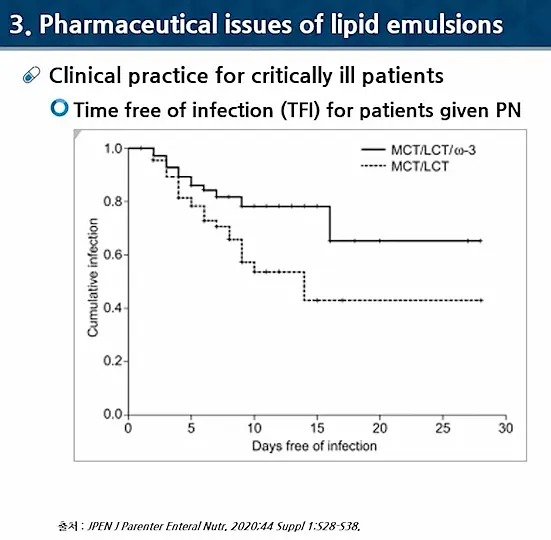 3. Pharmaceutical issues of lipid emulsions
Clinical practice for critically ill patients
Time free of infection (TFI) for patients given PN
MCT/LCT/ω-3
MCT/LCT
Cumulative infection
1.0
0.8
0.6
0.4
0.2
0.0
0 5 10 15 20 25 30
Days free of infection
출처 : JPEN J Parenter Enteral Nutr. 2020;44 Suppl 1:S28-S38.